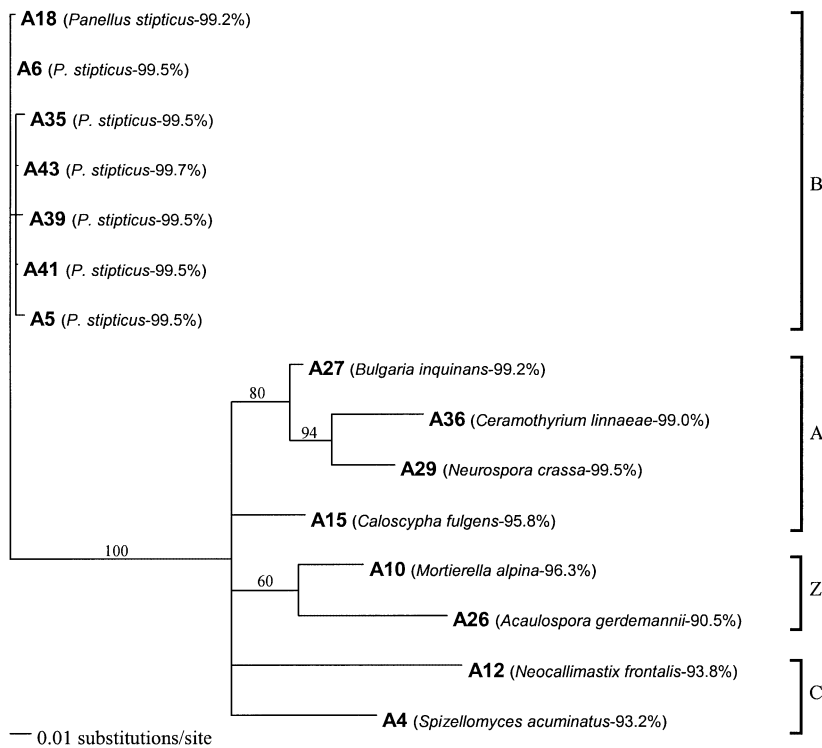 A18 (Panellus stipticus-99.2%)
A6 (P. stipticus-99.5%)
A35 (P. stipticus-99.5%)
A43 (P. stipticus-99.7%)
B
A39 (P. stipticus-99.5%)
A41 (P. stipticus-99.5%)
A5 (P. stipticus-99.5%)
A27 (Bulgaria inquinans-99.2%)
80
A36 (Ceramothyrium linnaeae-99.0%)
94
A
A29 (Neurospora crassa-99.5%)
A15 (Caloscypha fulgens-95.8%)
100
A10 (Mortierella alpina-96.3%)
60
Z
A26 (Acaulospora gerdemannii-90.5%)
A12 (Neocallimastix frontalis-93.8%)
C
A4 (Spizellomyces acuminatus-93.2%)
0.01 substitutions/site